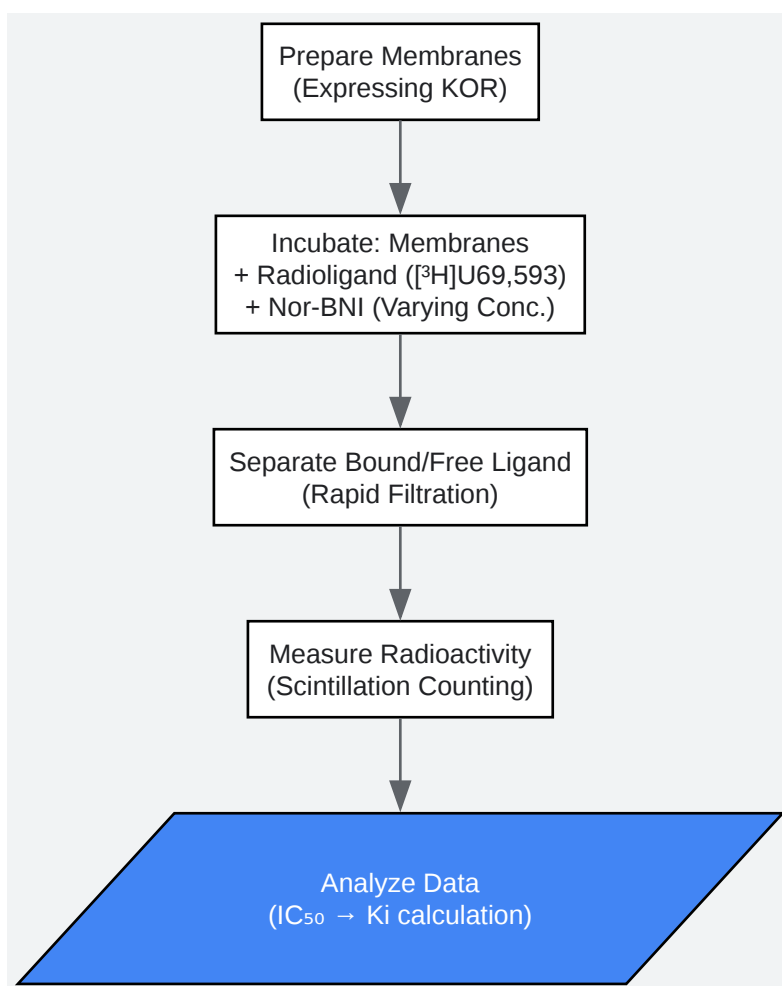 Prepare Membranes
(Expressing KOR)
Incubate: Membranes
+ Radioligand ([³H]U69,593)
+ Nor-BNI (Varying Conc.)
Separate Bound/Free Ligand
(Rapid Filtration)
Measure Radioactivity
(Scintillation Counting)
Analyze Data
(IC₅₀ → Ki calculation)